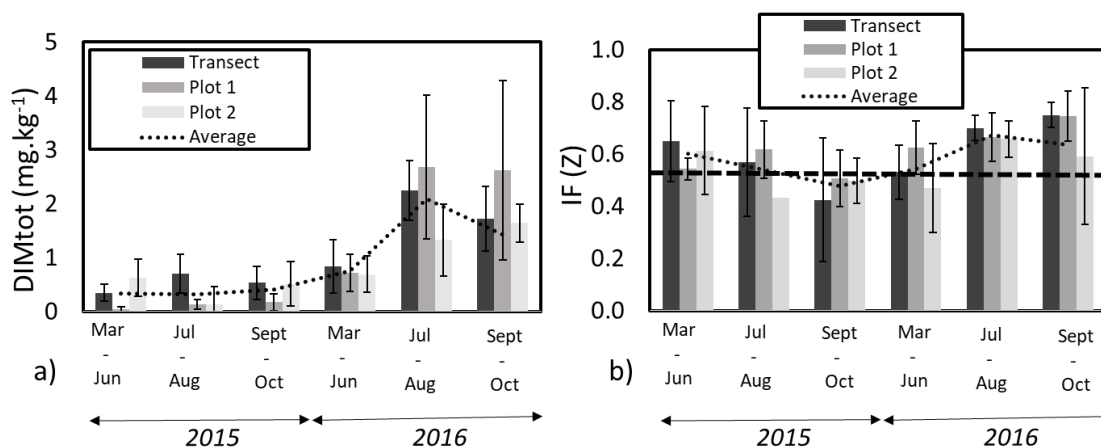 DIMtot (mg.kg-1)
5
4
3
2
1
0
Transect
Plot 1
Plot 2
Average
Mar - Jun
Jul - Aug
Sept - Oct
Mar - Jun
Jul - Aug
Sept - Oct
a)
2015
2016
IF (Z)
1.0
0.8
0.6
0.4
0.2
0.0
Transect
Plot 1
Plot 2
Average
Mar - Jun
Jul - Aug
Sept - Oct
Mar - Jun
Jul - Aug
Sept - Oct
b)
2015
2016